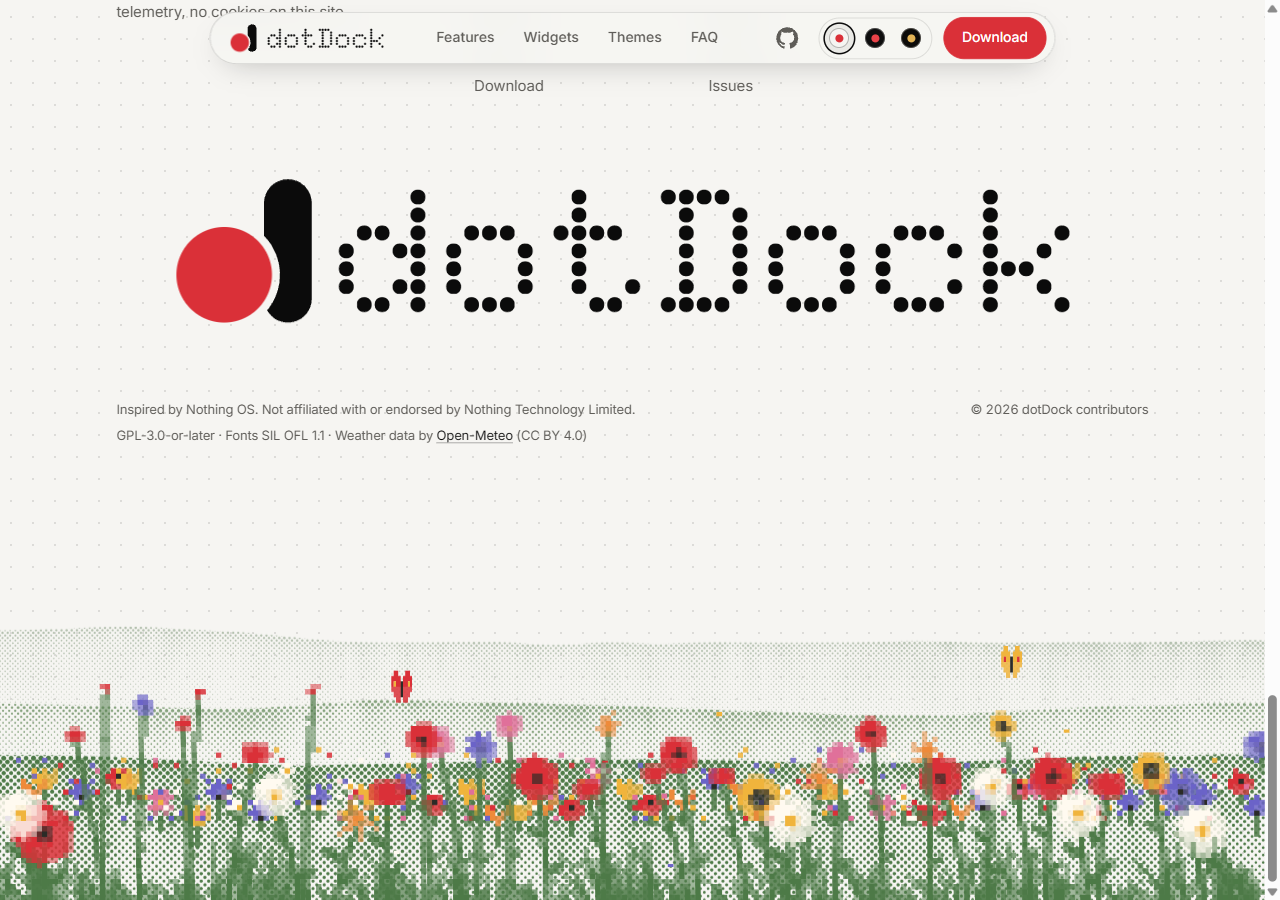 telemetry, no cookies on this site.
dotDock
Features
Widgets
Themes
FAQ
Download
Download
Issues
dotDock
Inspired by Nothing OS. Not affiliated with or endorsed by Nothing Technology Limited.
© 2026 dotDock contributors
GPL-3.0-or-later · Fonts SIL OFL 1.1 · Weather data by Open-Meteo (CC BY 4.0)